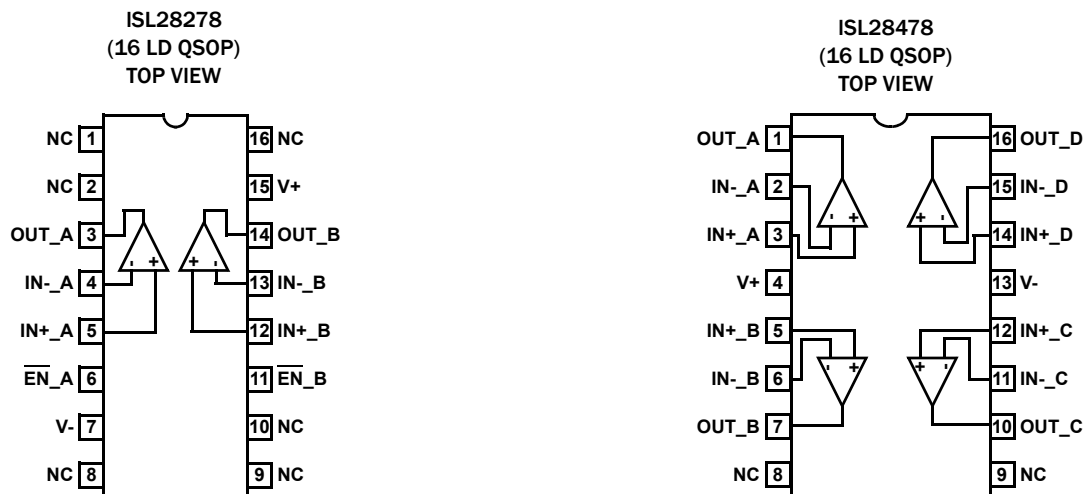 ISL28278
(16 LD QSOP)
TOP VIEW
NC 1 16 NC
NC 2 15 V+
OUT_A 3 14 OUT_B
- + + -
IN-_A 4 13 IN-_B
IN+_A 5 12 IN+_B
EN_A 6 11 EN_B
V- 7 10 NC
NC 8 9 NC
ISL28478
(16 LD QSOP)
TOP VIEW
OUT_A 1 16 OUT_D
IN-_A 2 15 IN-_D
- + + -
IN+_A 3 14 IN+_D
V+ 4 13 V-
IN+_B 5 12 IN+_C
- + + -
IN-_B 6 11 IN-_C
OUT_B 7 10 OUT_C
NC 8 9 NC